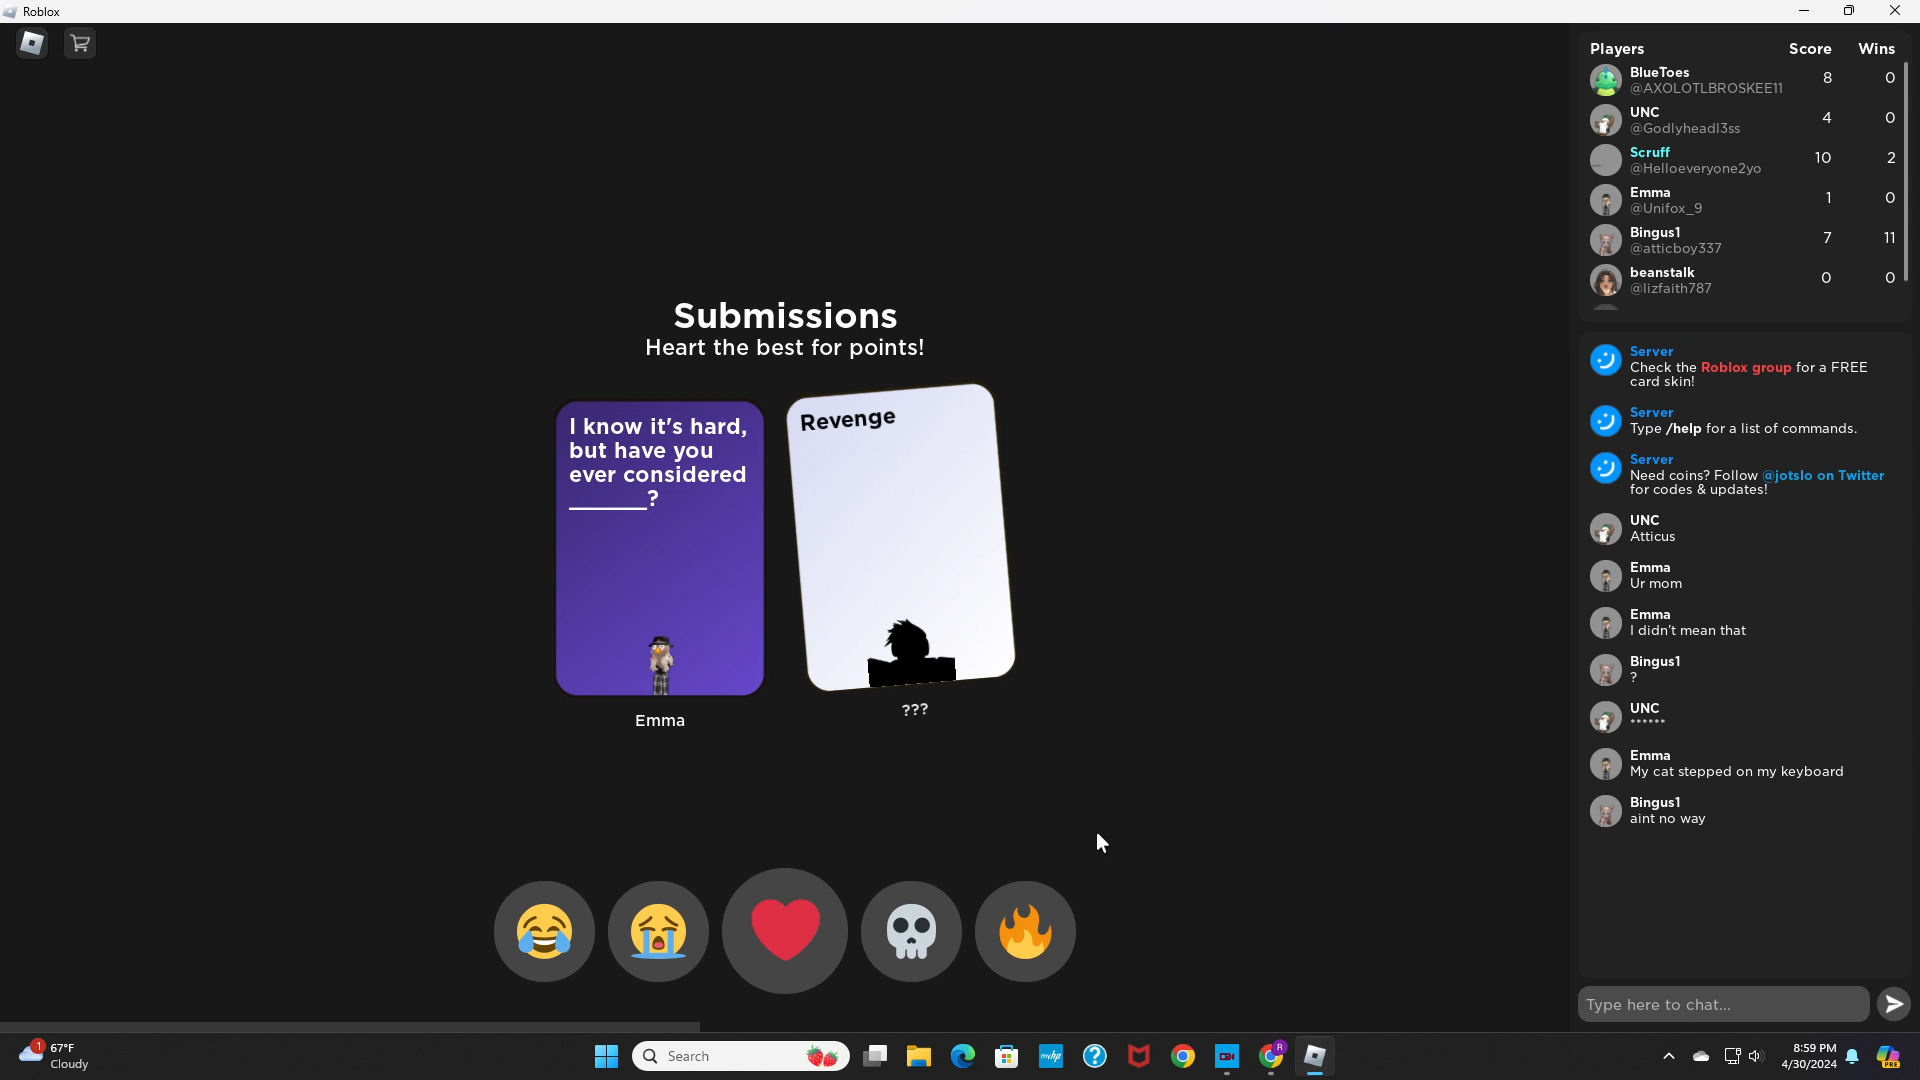 Roblox
Players Score Wins
BlueToes
@AXOLOTLBROSKEE11 8 0
UNC
@Godlyheadl3ss 4 0
Scruff
@Helloeveryone2yo 10 2
Emma
@Unifox_9 1 0
Bingus1
@atticboy337 7 11
beanstalk
@lizfaith787 0 0
Submissions
Heart the best for points!
I know it's hard,
but have you
ever considered
_______?
Emma
Revenge
???
Server
Check the Roblox group for a FREE
card skin!
Server
Type /help for a list of commands.
Server
Need coins? Follow @jotslo on Twitter
for codes & updates!
UNC
Atticus
Emma
Ur mom
Emma
I didn't mean that
Bingus1
?
UNC
******
Emma
My cat stepped on my keyboard
Bingus1
aint no way
Type here to chat...
1
67°F
Cloudy
Search
myhp
R
8:59 PM
4/30/2024
PRE